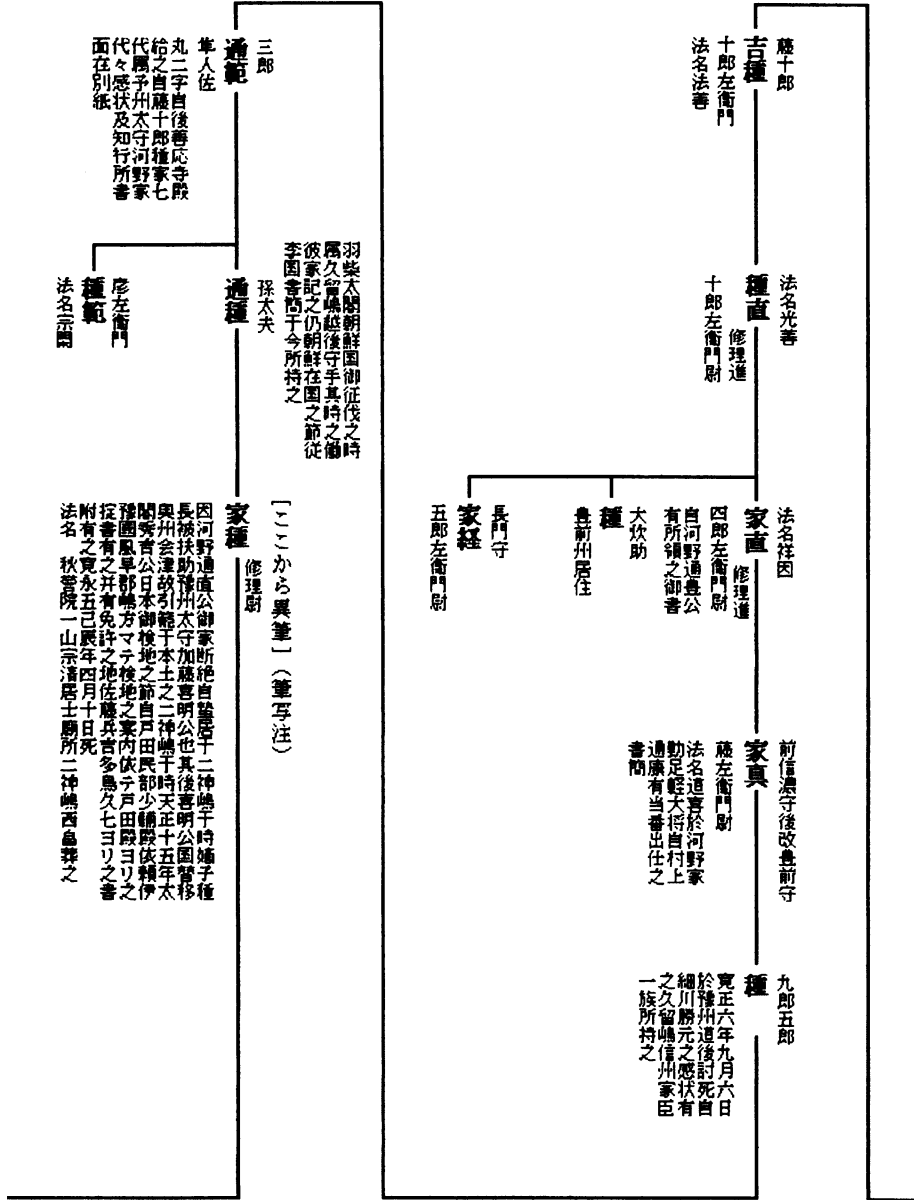 藤十郎
吉種
十郎左衛門
法名法善
法名光善
種直
修理進
十郎左衛門尉
法名祥因
家直
修理進
四郎左衛門尉
自河野通豊公
有所領之御書
大炊助
種
豊前州居住
長門守
家経
五郎左衛門尉
前信濃守後改豊前守
家真
藤左衛門尉
法名道喜於河野家
勤足軽大将自村上
通康有当番出仕之
書簡
九郎五郎
種
寛正六年九月六日
於豫州道後討死自
細川勝元之感状有
之久留嶋信州家臣
一族所持之
三郎
通範
隼人佐
丸二字自後善応寺殿
給之自藤十郎種家七
代属予州太守河野家
代々感状及知行所書
面在別紙
羽柴太閤朝鮮国御征伐之時
属久留嶋越後守手其時之働
彼家記之仍朝鮮在国之節従
李国書簡于今所持之
孫太夫
通種
彦左衛門
種範
法名宗閑
[ここから異筆](筆写注)
家種
修理尉
因河野通直公御家断絶自蟄居于二神嶋于時嫡子種
長被扶助豫州太守加藤喜明公也其後喜明公国替移
奥州会津故引籠于本土之二神嶋于時天正十五年太
閤秀吉公日本御検地之節自戸田民部少輔殿依頼伊
豫國風早郡嶋方マテ検地之案内依テ戸田殿ヨリ之
掟書有之并有免許之地佐藤兵吉多鳥久七ヨリ之書
附有之寛永五己辰年四月十日死
法名　秋誉院一山宗済居士廟所二神嶋西畠葬之